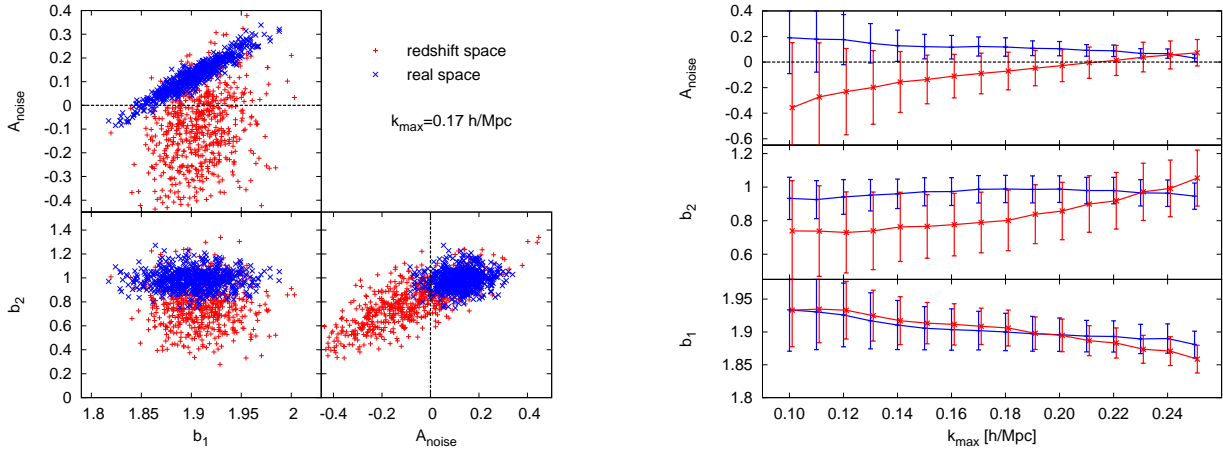 0.4
0.3
0.2
0.1
0
-0.1
-0.2
-0.3
-0.4
A_noise
redshift space
real space
k_max=0.17 h/Mpc
1.4
1.2
1
0.8
0.6
0.4
0.2
0
b_2
1.8 1.85 1.9 1.95 2
b_1
-0.4 -0.2 0 0.2 0.4
A_noise
0.4
0.2
0
-0.2
-0.4
-0.6
A_noise
1.2
1
0.8
0.6
b_2
1.95
1.9
1.85
1.8
b_1
0.10 0.12 0.14 0.16 0.18 0.20 0.22 0.24
k_max [h/Mpc]